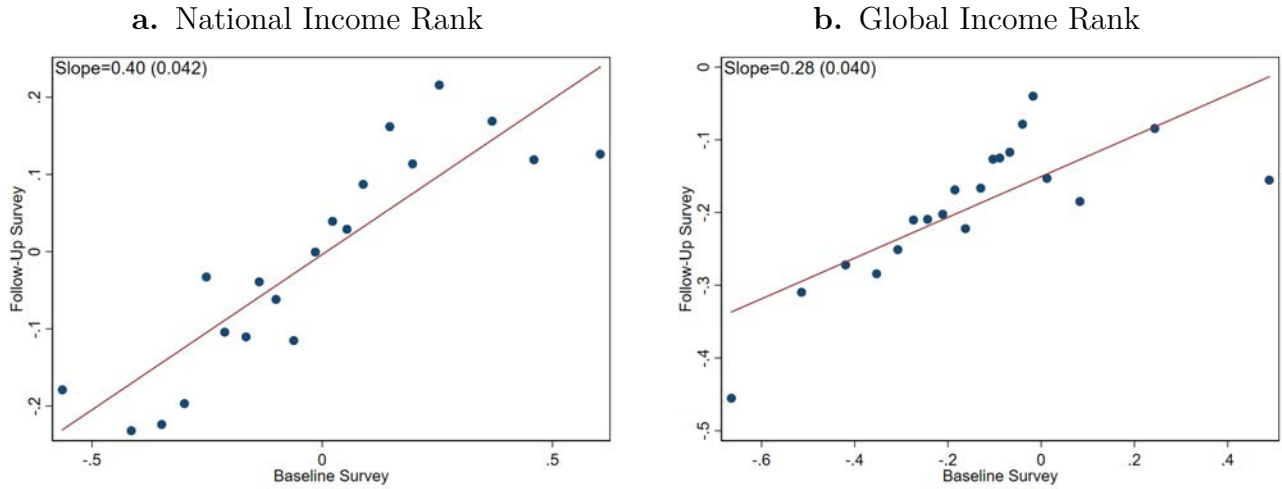 a. National Income Rank
Slope=0.40 (0.042)
.2
.1
0
-.1
-.2
Follow-Up Survey
-.5
0
.5
Baseline Survey
b. Global Income Rank
Slope=0.28 (0.040)
0
-.1
-.2
-.3
-.4
-.5
Follow-Up Survey
-.6
-.4
-.2
0
.2
.4
Baseline Survey